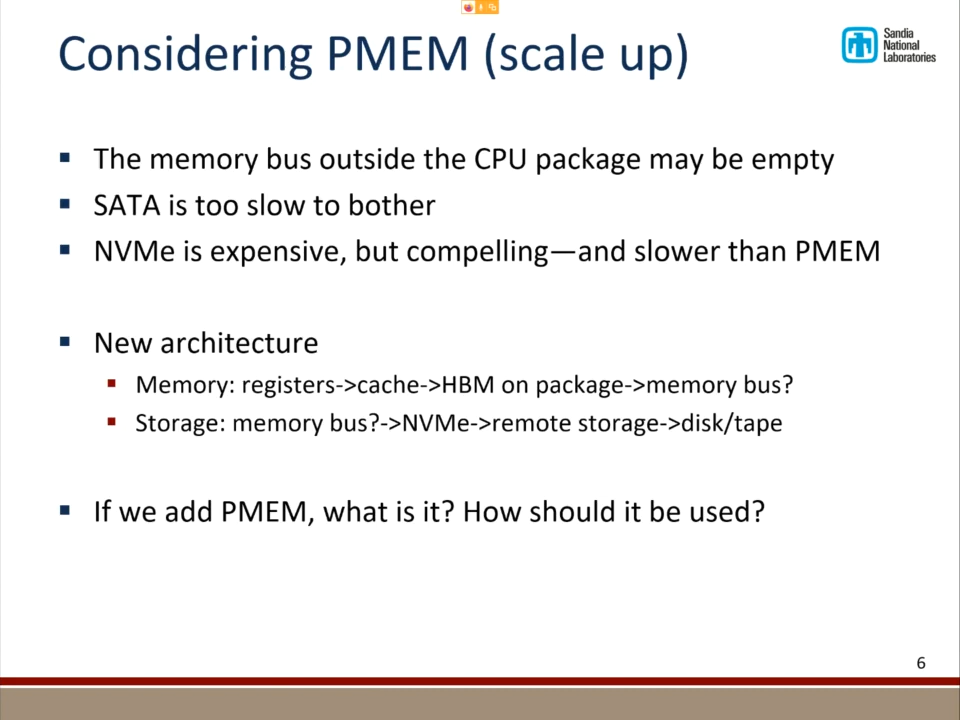 Considering PMEM (scale up)
Sandia
National
Laboratories
▪ The memory bus outside the CPU package may be empty
▪ SATA is too slow to bother
▪ NVMe is expensive, but compelling—and slower than PMEM
▪ New architecture
▪ Memory: registers->cache->HBM on package->memory bus?
▪ Storage: memory bus?->NVMe->remote storage->disk/tape
▪ If we add PMEM, what is it? How should it be used?
6